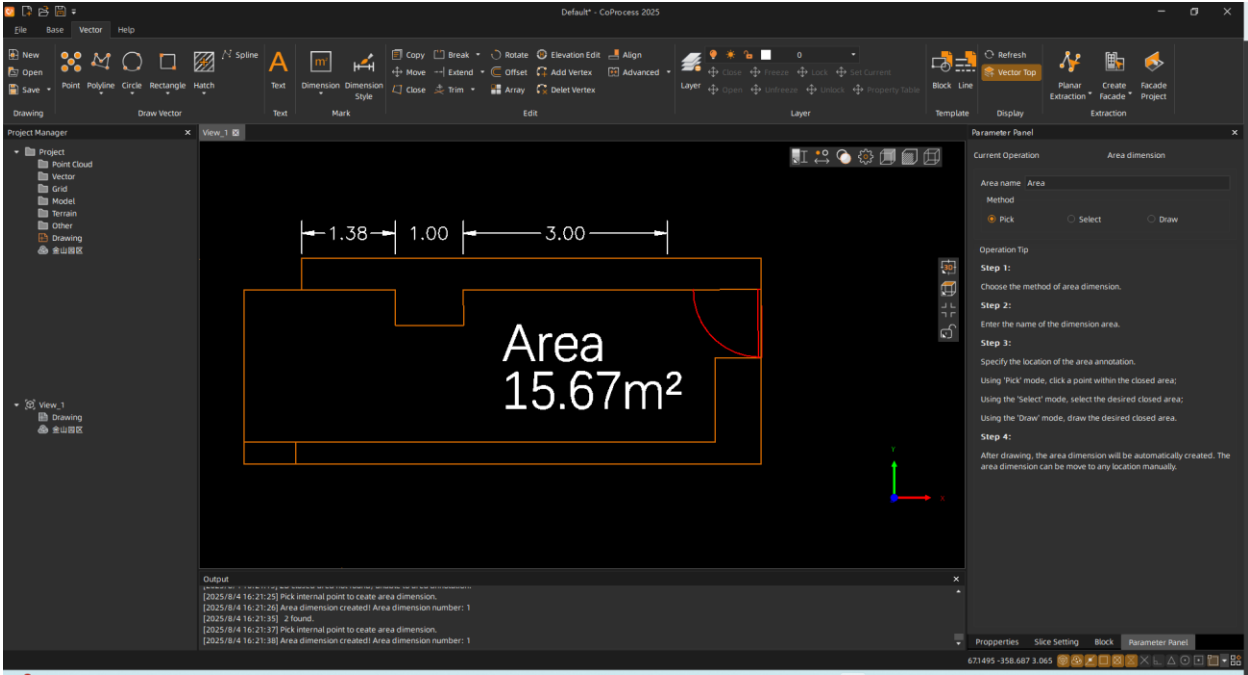 Default* - CoProcess 2025
File Base Vector Help
New
Open
Save
Point Polyline Circle Rectangle Hatch
Spline
Text
m²
Dimension Dimension Style
Copy Break Rotate Elevation Edit Align
Move Extend Offset Add Vertex Advanced
Close Trim Array Delet Vertex
Layer
0
Close Freeze Lock Set Current
Open Unfreeze Unlock Property Table
Block Line
Refresh
Vector Top
Planar Extraction
Create Facade
Facade Project
Drawing Draw Vector Text Mark Edit Layer Template Display Extraction
Project Manager
Project
Point Cloud
Vector
Grid
Model
Terrain
Other
Drawing
金山园区
View_1
Drawing
金山园区
View_1
1.38 1.00 3.00
Area
15.67m²
3D
Y
X
Output
[2025/8/4 16:21:25] Pick internal point to ceate area dimension.
[2025/8/4 16:21:26] Area dimension created! Area dimension number: 1
[2025/8/4 16:21:35] 2 found.
[2025/8/4 16:21:37] Pick internal point to ceate area dimension.
[2025/8/4 16:21:38] Area dimension created! Area dimension number: 1
Parameter Panel
Current Operation Area dimension
Area name Area
Method
Pick Select Draw
Operation Tip
Step 1:
Choose the method of area dimension.
Step 2:
Enter the name of the dimension area.
Step 3:
Specify the location of the area annotation.
Using 'Pick' mode, click a point within the closed area;
Using the 'Select' mode, select the desired closed area;
Using the 'Draw' mode, draw the desired closed area.
Step 4:
After drawing, the area dimension will be automatically created. The
area dimension can be move to any location manually.
Propperties Slice Setting Block Parameter Panel
671495 -358.687 3.065